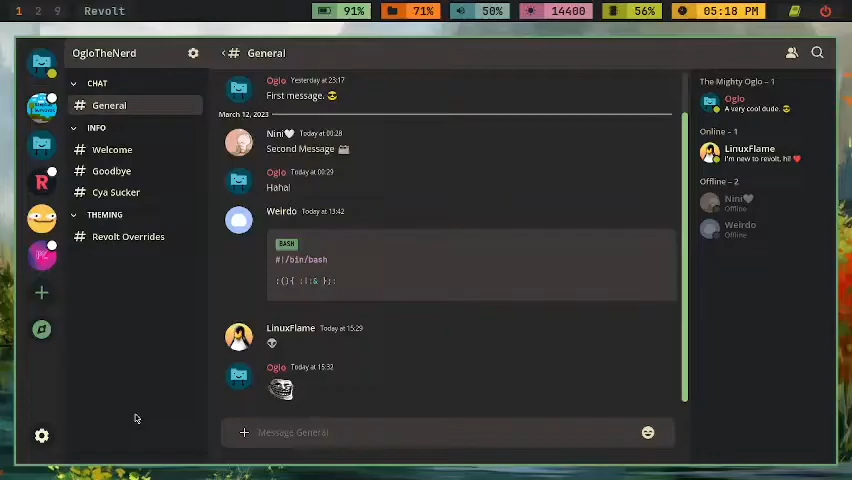 1 2 9 Revolt 91% 71% 50% 14400 56% 05:18 PM
OgloTheNerd
CHAT
# General
INFO
# Welcome
# Goodbye
# Cya Sucker
THEMING
# Revolt Overrides
# General
Oglo Yesterday at 23:17
First message. 😎
March 12, 2023
Nini🤍 Today at 00:28
Second Message
Oglo Today at 00:29
Haha!
Weirdo Today at 13:42
BASH
#!/bin/bash
:(){ :|:& };:
LinuxFlame Today at 15:29
👽
Oglo Today at 15:32
+ Message General
The Mighty Oglo – 1
Oglo
A very cool dude. 😎
Online – 1
LinuxFlame
I'm new to revolt, hi! ♥
Offline – 2
Nini🤍
Offline
Weirdo
Offline